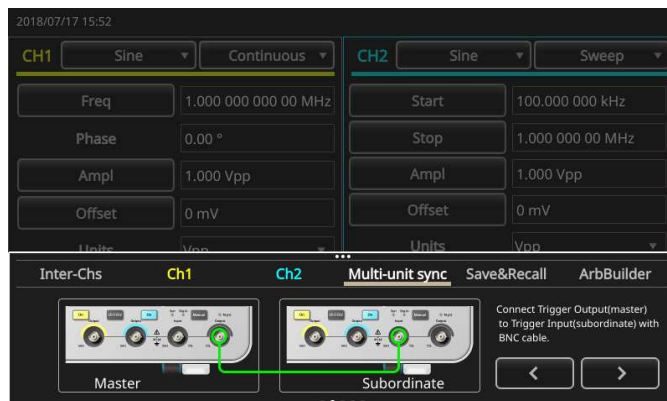 2018/07/17 15:52
CH1 Sine Continuous
CH2 Sine Sweep
Freq 1.000 000 000 00 MHz
Start 100.000 000 kHz
Phase 0.00 °
Stop 1.000 000 00 MHz
Ampl 1.000 Vpp
Ampl 1.000 Vpp
Offset 0 mV
Offset 0 mV
Units Vpp
Units Vpp
Inter-Chs Ch1 Ch2 Multi-unit sync Save&Recall ArbBuilder
Connect Trigger Output(master)
to Trigger Input(subordinate) with
BNC cable.
Master
Subordinate